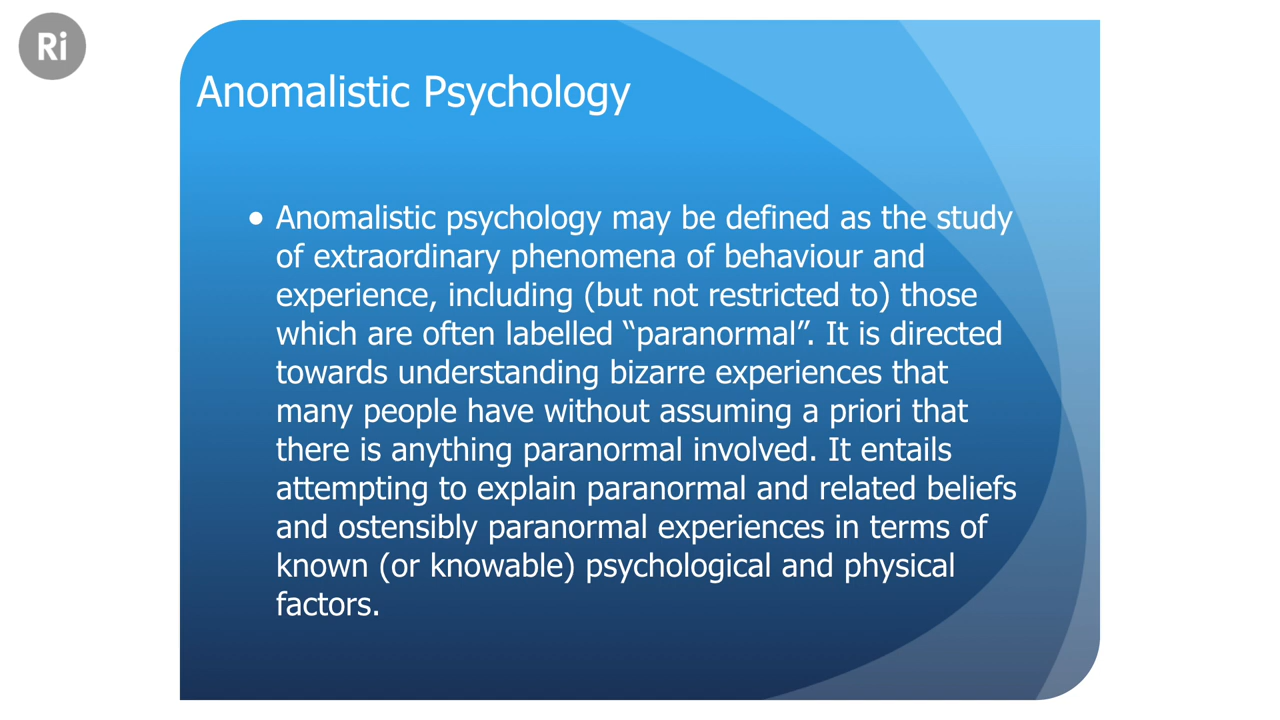 Ri
Anomalistic Psychology
• Anomalistic psychology may be defined as the study
of extraordinary phenomena of behaviour and
experience, including (but not restricted to) those
which are often labelled “paranormal”. It is directed
towards understanding bizarre experiences that
many people have without assuming a priori that
there is anything paranormal involved. It entails
attempting to explain paranormal and related beliefs
and ostensibly paranormal experiences in terms of
known (or knowable) psychological and physical
factors.